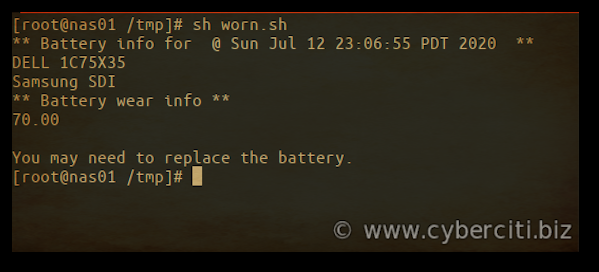 [root@nas01 /tmp]# sh worn.sh
** Battery info for  @ Sun Jul 12 23:06:55 PDT 2020  **
DELL 1C75X35
Samsung SDI
** Battery wear info **
70.00

You may need to replace the battery.
[root@nas01 /tmp]#
© www.cyberciti.biz